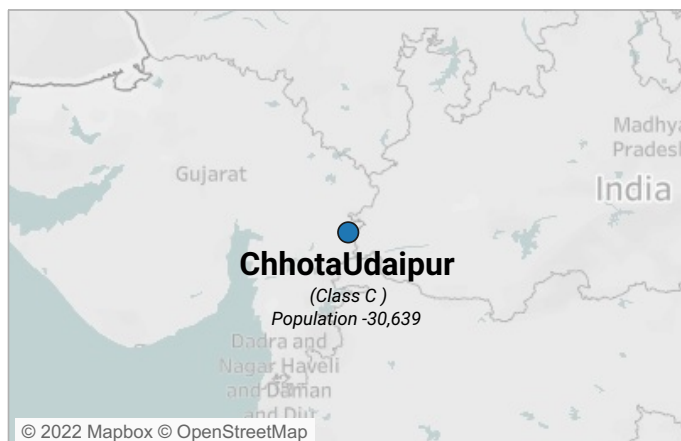 Madhya
Pradesh
Gujarat
India
ChhotaUdaipur
(Class C )
Population -30,639
Dadra and
Nagar Haveli
and Daman
and Diu
© 2022 Mapbox © OpenStreetMap